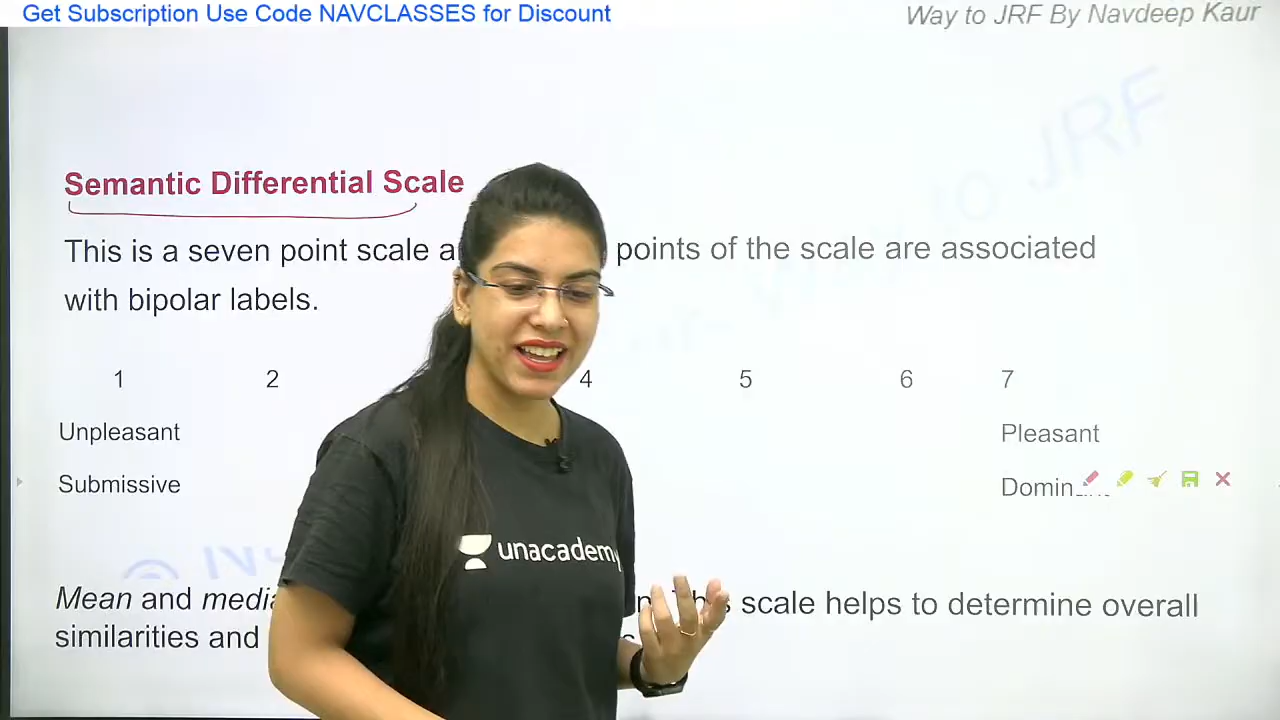 Get Subscription Use Code NAVCLASSES for Discount
Way to JRF By Navdeep Kaur
to JRF
Semantic Differential Scale
This is a seven point scale points of the scale are associated
with bipolar labels.
1 2 4 5 6 7
Unpleasant Pleasant
Submissive
unacademy
Mean and scale helps to determine overall
similarities and